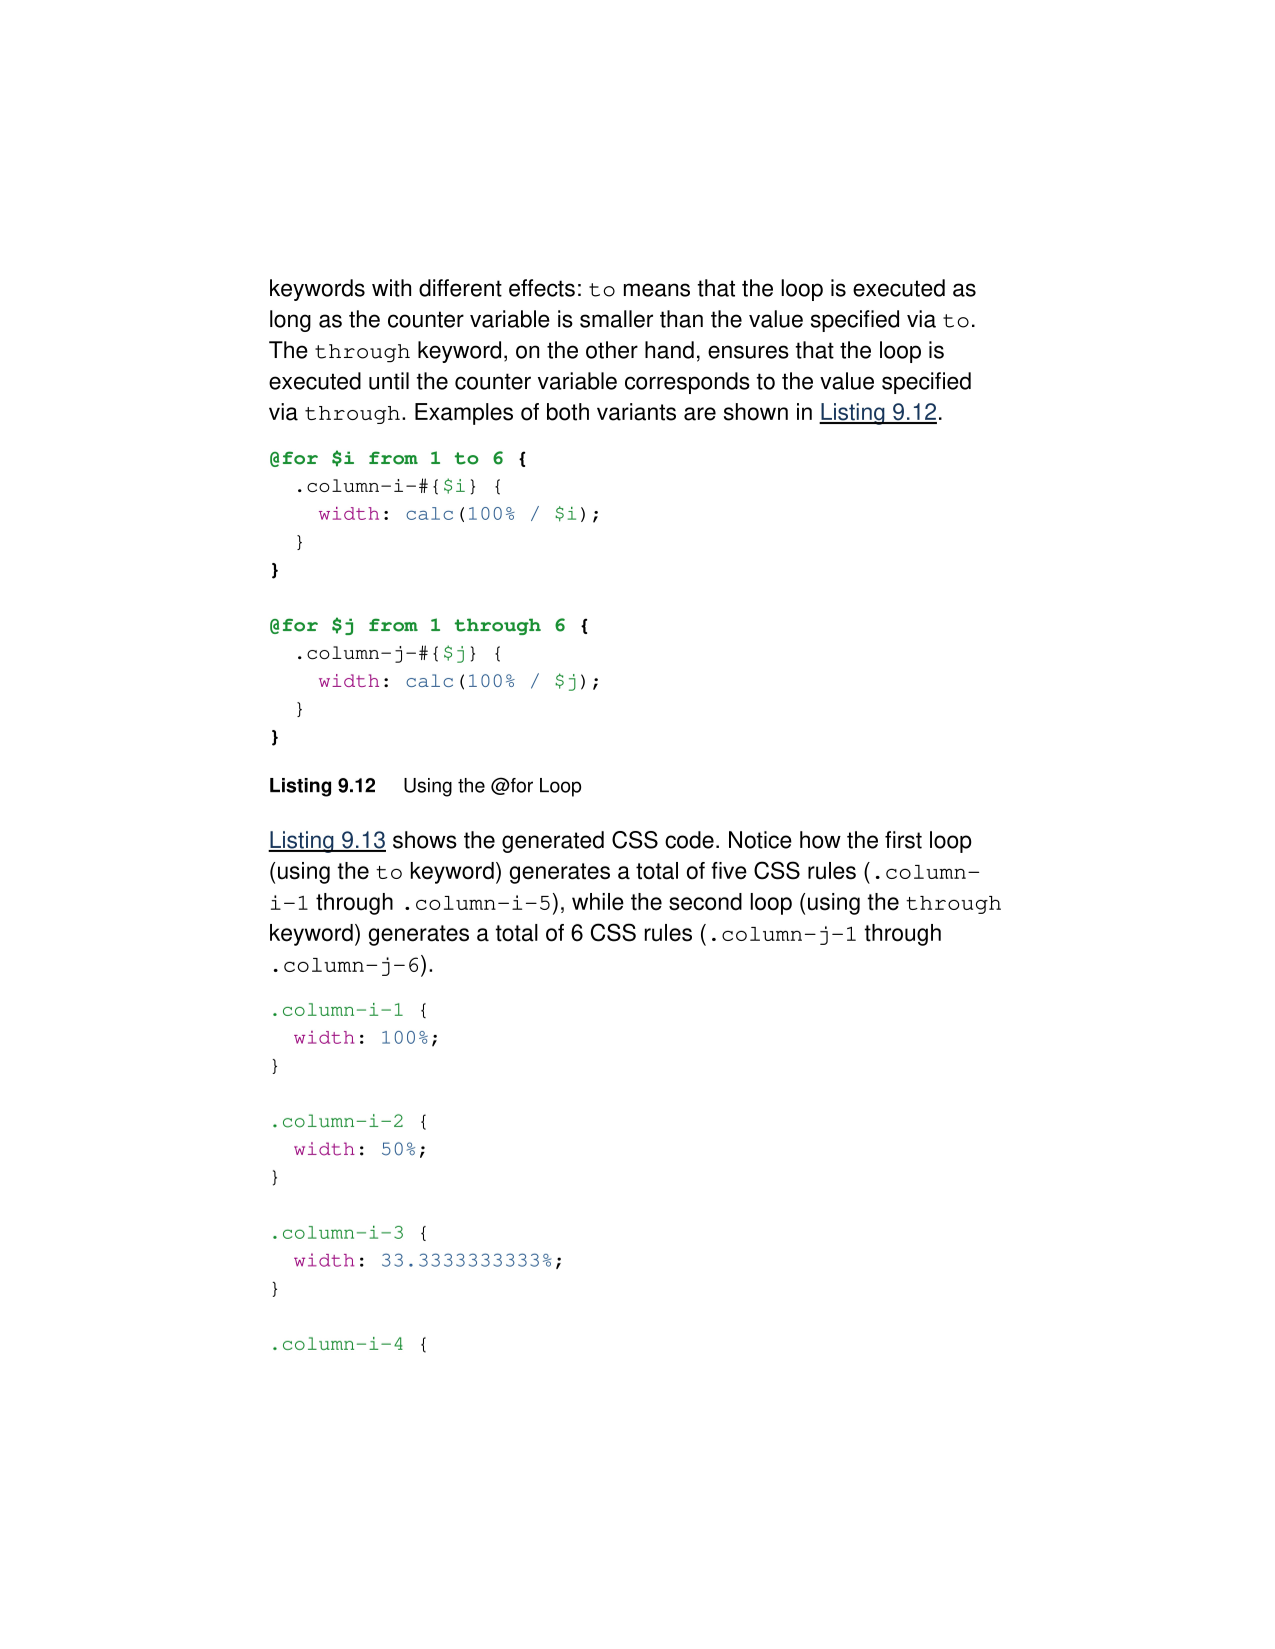 keywords with different effects: to means that the loop is executed as
long as the counter variable is smaller than the value specified via to.
The through keyword, on the other hand, ensures that the loop is
executed until the counter variable corresponds to the value specified
via through. Examples of both variants are shown in Listing 9.12.
@for $i from 1 to 6 {
  .column-i-#{$i} {
    width: calc(100% / $i);
  }
}
@for $j from 1 through 6 {
  .column-j-#{$j} {
    width: calc(100% / $j);
  }
}
Listing 9.12 Using the @for Loop
Listing 9.13 shows the generated CSS code. Notice how the first loop
(using the to keyword) generates a total of five CSS rules (.column-
i-1 through .column-i-5), while the second loop (using the through
keyword) generates a total of 6 CSS rules (.column-j-1 through
.column-j-6).
.column-i-1 {
  width: 100%;
}
.column-i-2 {
  width: 50%;
}
.column-i-3 {
  width: 33.3333333333%;
}
.column-i-4 {